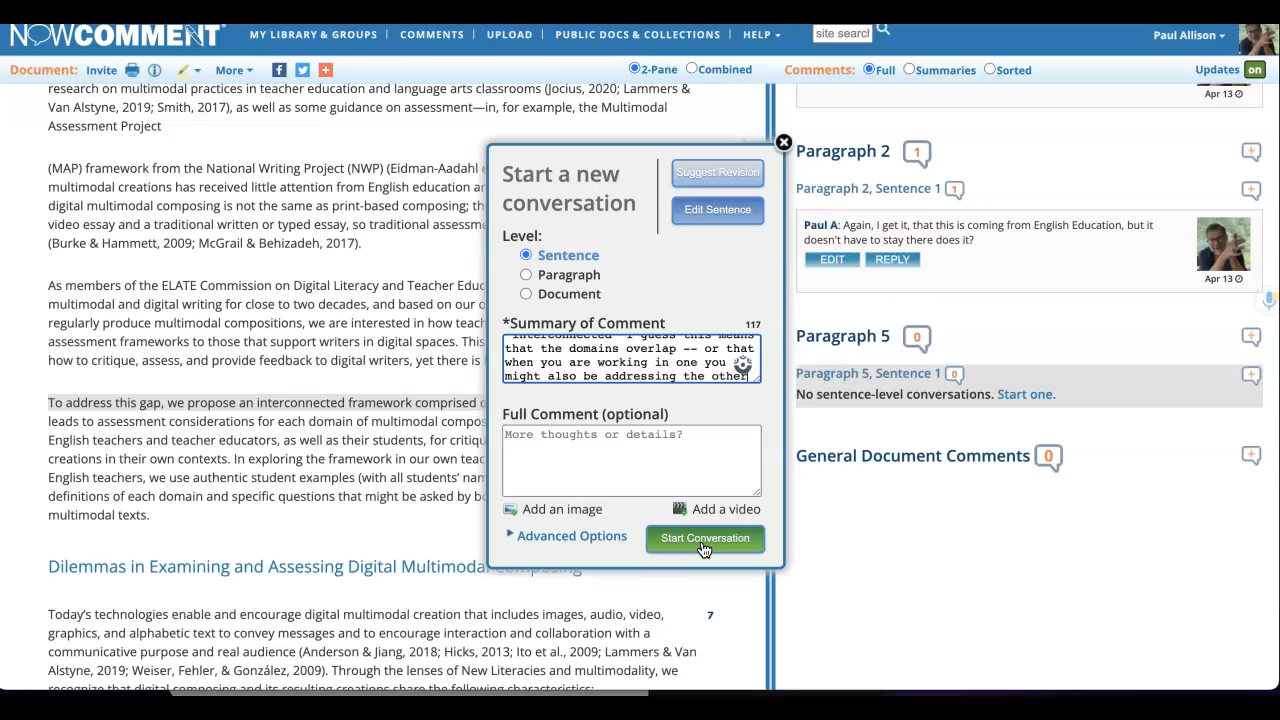 NOWCOMMENT®
MY LIBRARY & GROUPS | COMMENTS | UPLOAD | PUBLIC DOCS & COLLECTIONS | HELP
site search
Paul Allison
Document: Invite More
2-Pane Combined
Comments: Full Summaries Sorted
Updates on
research on multimodal practices in teacher education and language arts classrooms (Jocius, 2020; Lammers &
Van Alstyne, 2019; Smith, 2017), as well as some guidance on assessment—in, for example, the Multimodal
Assessment Project
(MAP) framework from the National Writing Project (NWP) (Eidman-Aadahl
multimodal creations has received little attention from English education
digital multimodal composing is not the same as print-based composing;
video essay and a traditional written or typed essay, so traditional
(Burke & Hammett, 2009; McGrail & Behizadeh, 2017).
As members of the ELATE Commission on Digital Literacy and Teacher
multimodal and digital writing for close to two decades, and based on our
regularly produce multimodal compositions, we are interested in how
assessment frameworks to those that support writers in digital spaces.
how to critique, assess, and provide feedback to digital writers, yet there is
To address this gap, we propose an interconnected framework comprised
leads to assessment considerations for each domain of multimodal
English teachers and teacher educators, as well as their students, for
creations in their own contexts. In exploring the framework in our own
English teachers, we use authentic student examples (with all students'
definitions of each domain and specific questions that might be asked by
multimodal texts.
Dilemmas in Examining and Assessing Digital Multimodal Composing
Today's technologies enable and encourage digital multimodal creation that includes images, audio, video,
7
graphics, and alphabetic text to convey messages and to encourage interaction and collaboration with a
communicative purpose and real audience (Anderson & Jiang, 2018; Hicks, 2013; Ito et al., 2009; Lammers & Van
Alstyne, 2019; Weiser, Fehler, & González, 2009). Through the lenses of New Literacies and multimodality, we
recognize that digital composing and its resulting creations share the following characteristics:
Start a new
conversation
Suggest Revision
Edit Sentence
Level:
Sentence
Paragraph
Document
*Summary of Comment 117
"Interconnected" I guess this means
that the domains overlap -- or that
when you are working in one you
might also be addressing the other
Full Comment (optional)
More thoughts or details?
Add an image Add a video
Advanced Options Start Conversation
Apr 13
Paragraph 2 1
Paragraph 2, Sentence 1 1
Paul A: Again, I get it, that this is coming from English Education, but it
doesn't have to stay there does it?
EDIT REPLY
Apr 13
Paragraph 5 0
Paragraph 5, Sentence 1 0
No sentence-level conversations. Start one.
General Document Comments 0